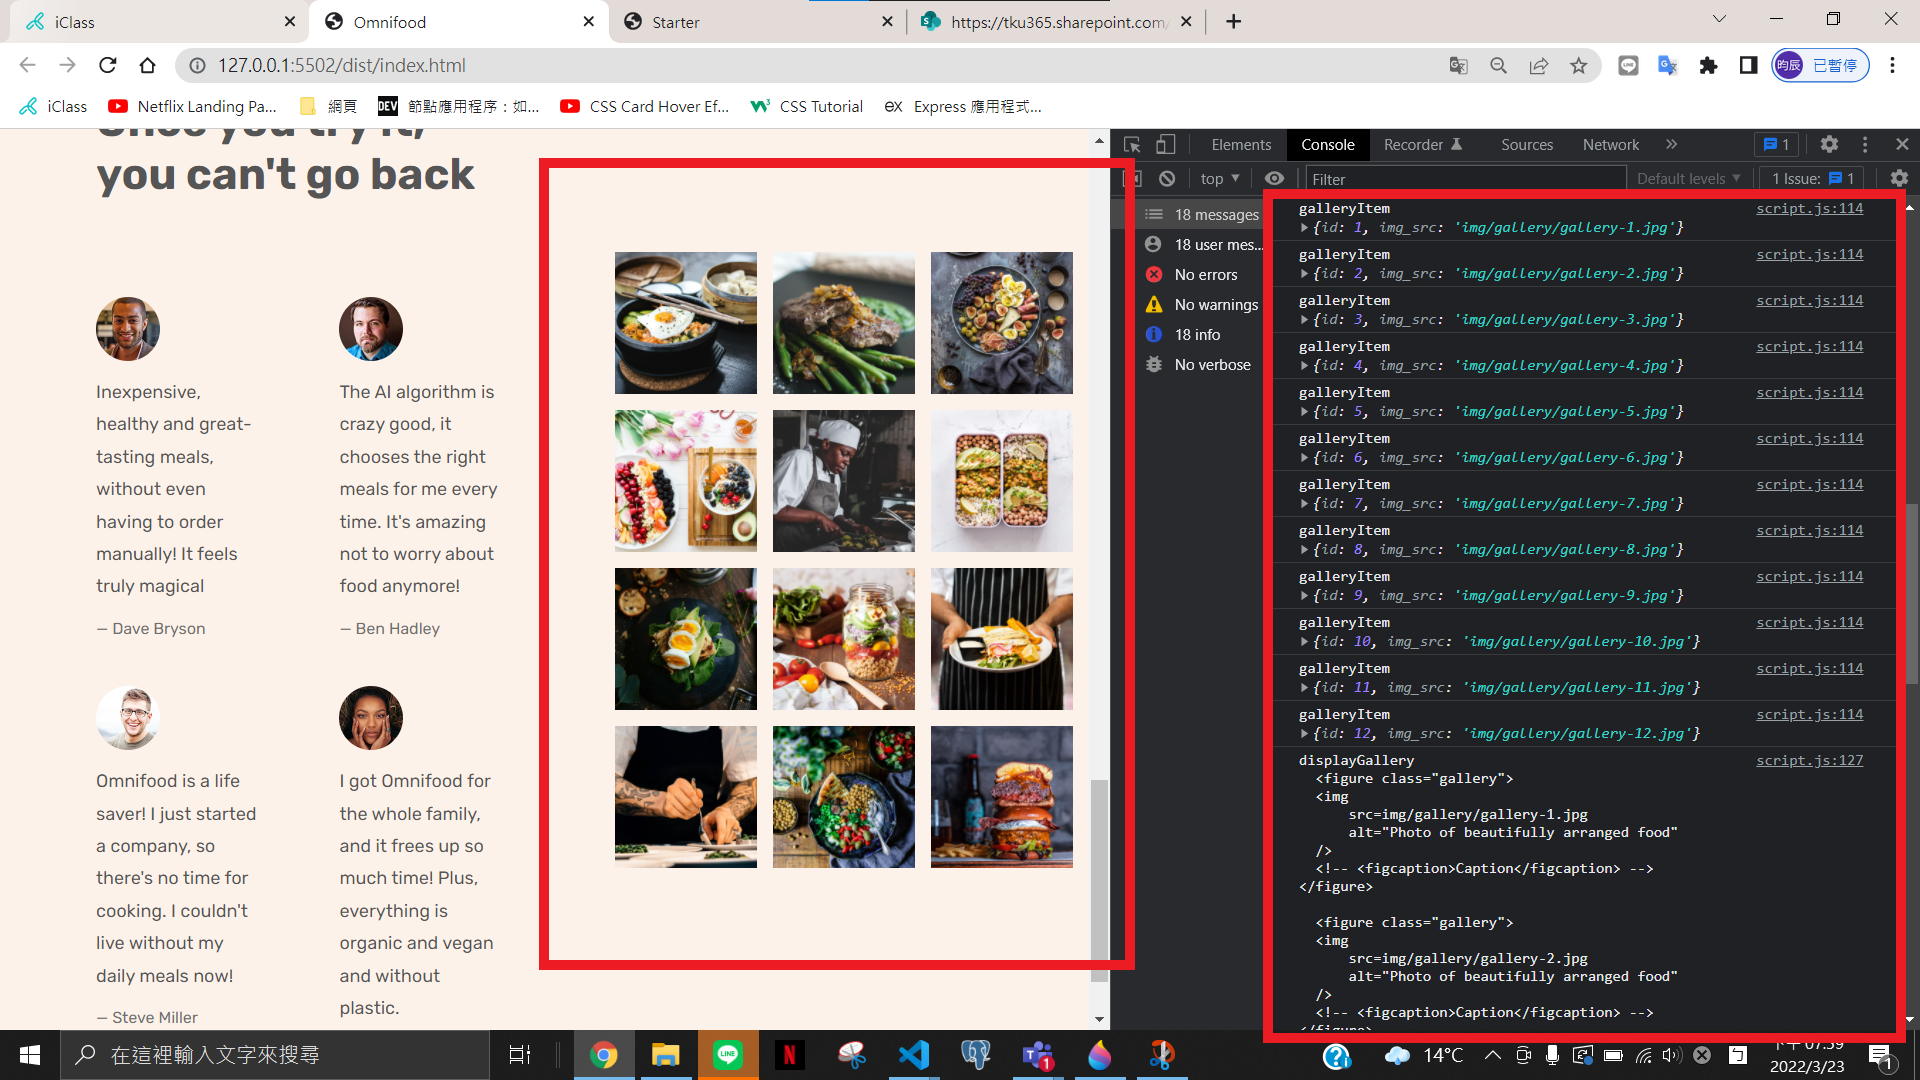 iClass
Omnifood
Starter
https://tku365.sharepoint.com/
127.0.0.1:5502/dist/index.html
昀辰 已暫停
iClass
Netflix Landing Pa...
網頁
DEV 節點應用程序：如...
CSS Card Hover Ef...
CSS Tutorial
ex Express 應用程式...
Once you try it,
you can't go back
Inexpensive,
healthy and great-
tasting meals,
without even
having to order
manually! It feels
truly magical
— Dave Bryson
The AI algorithm is
crazy good, it
chooses the right
meals for me every
time. It's amazing
not to worry about
food anymore!
— Ben Hadley
Omnifood is a life
saver! I just started
a company, so
there's no time for
cooking. I couldn't
live without my
daily meals now!
— Steve Miller
I got Omnifood for
the whole family,
and it frees up so
much time! Plus,
everything is
organic and vegan
and without
plastic.
Elements
Console
Recorder
Sources
Network
1
top
Filter
Default levels
1 Issue: 1
18 messages
18 user mes...
No errors
No warnings
18 info
No verbose
galleryItem script.js:114
{id: 1, img_src: 'img/gallery/gallery-1.jpg'}
galleryItem script.js:114
{id: 2, img_src: 'img/gallery/gallery-2.jpg'}
galleryItem script.js:114
{id: 3, img_src: 'img/gallery/gallery-3.jpg'}
galleryItem script.js:114
{id: 4, img_src: 'img/gallery/gallery-4.jpg'}
galleryItem script.js:114
{id: 5, img_src: 'img/gallery/gallery-5.jpg'}
galleryItem script.js:114
{id: 6, img_src: 'img/gallery/gallery-6.jpg'}
galleryItem script.js:114
{id: 7, img_src: 'img/gallery/gallery-7.jpg'}
galleryItem script.js:114
{id: 8, img_src: 'img/gallery/gallery-8.jpg'}
galleryItem script.js:114
{id: 9, img_src: 'img/gallery/gallery-9.jpg'}
galleryItem script.js:114
{id: 10, img_src: 'img/gallery/gallery-10.jpg'}
galleryItem script.js:114
{id: 11, img_src: 'img/gallery/gallery-11.jpg'}
galleryItem script.js:114
{id: 12, img_src: 'img/gallery/gallery-12.jpg'}
displayGallery script.js:127
<figure class="gallery">
<img
src=img/gallery/gallery-1.jpg
alt="Photo of beautifully arranged food"
/>
<!-- <figcaption>Caption</figcaption> -->
</figure>
<figure class="gallery">
<img
src=img/gallery/gallery-2.jpg
alt="Photo of beautifully arranged food"
/>
<!-- <figcaption>Caption</figcaption> -->
</figure>
在這裡輸入文字來搜尋
LINE
14°C
下午 07:59
2022/3/23
1